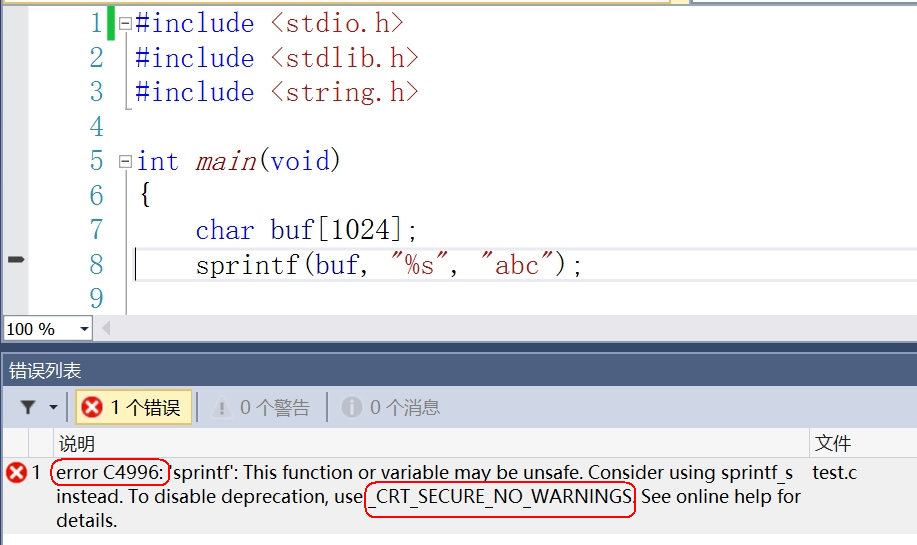 1 #include <stdio.h>
2 #include <stdlib.h>
3 #include <string.h>
4
5 int main(void)
6 {
7 char buf[1024];
8 sprintf(buf, "%s", "abc");
9
100 %
错误列表
1 个错误 0 个警告 0 个消息
说明 文件
1 error C4996: 'sprintf': This function or variable may be unsafe. Consider using sprintf_s test.c
instead. To disable deprecation, use _CRT_SECURE_NO_WARNINGS. See online help for
details.